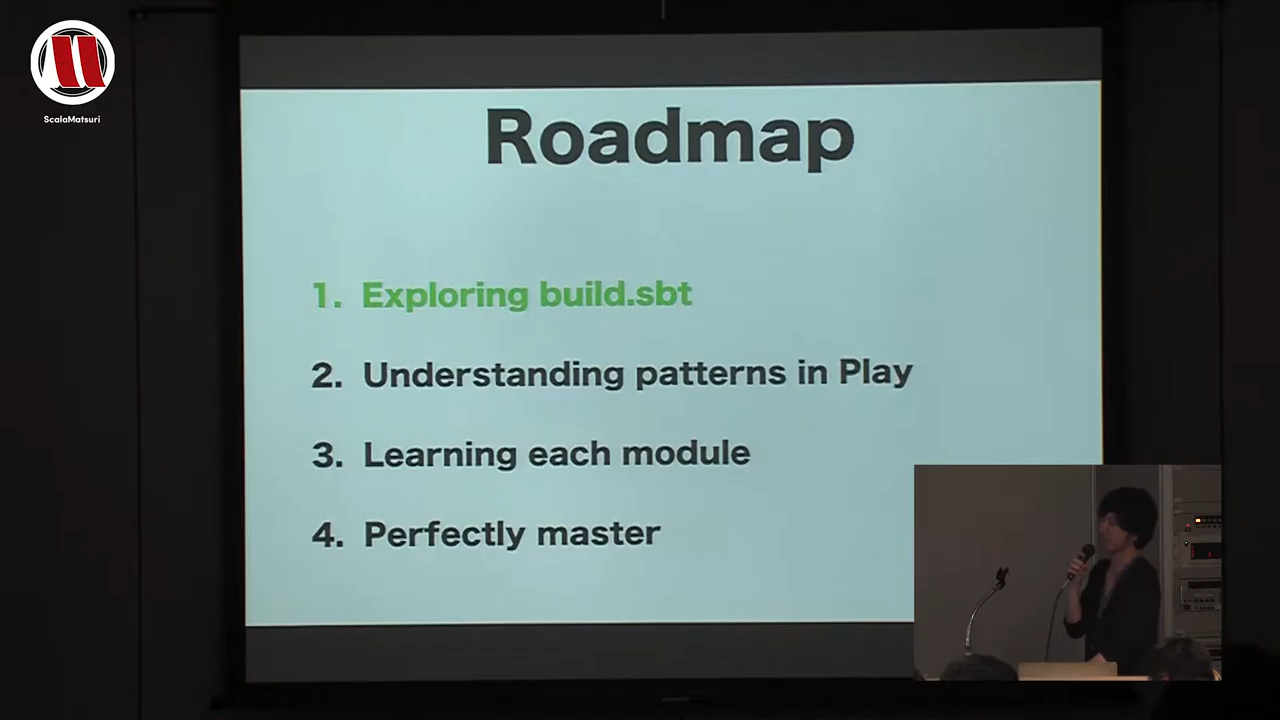 ScalaMatsuri
Roadmap
1. Exploring build.sbt
2. Understanding patterns in Play
3. Learning each module
4. Perfectly master